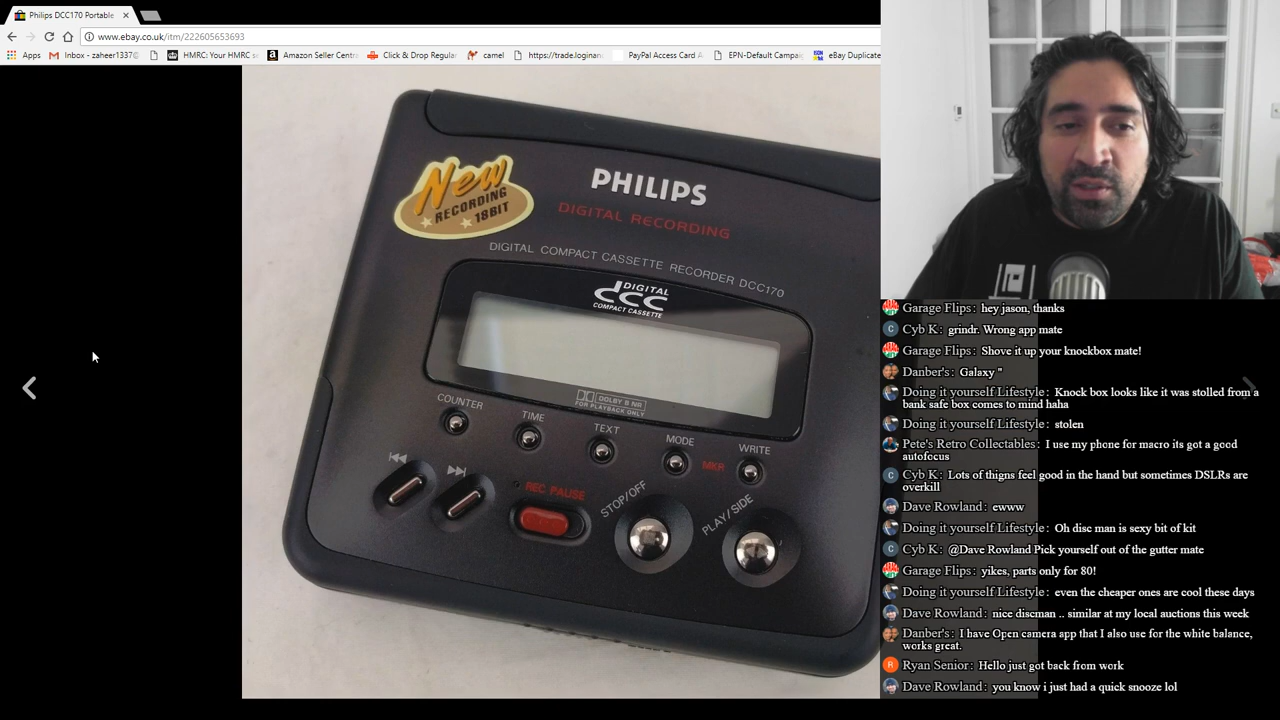 Philips DCC170 Portable
www.ebay.co.uk/itm/222605653693
Apps
Inbox - zaheer1337
HMRC: Your HMRC s
Amazon Seller Centr
Click & Drop Regular
camel
https://trade.loginan
PayPal Access Card A
EPN-Default Campai
eBay Duplicate
New
RECORDING
18BIT
PHILIPS
DIGITAL RECORDING
DIGITAL COMPACT CASSETTE RECORDER DCC170
DIGITAL
dcc
COMPACT CASSETTE
DOLBY B NR
FOR PLAYBACK ONLY
COUNTER
TIME
TEXT
MODE
MKR
WRITE
REC PAUSE
STOP/OFF
PLAY/SIDE
Garage Flips: hey jason, thanks
Cyb K: grindr. Wrong app mate
Garage Flips: Shove it up your knockbox mate!
Danber's: Galaxy "
Doing it yourself Lifestyle: Knock box looks like it was stolled from a
bank safe box comes to mind haha
Doing it yourself Lifestyle: stolen
Pete's Retro Collectables: I use my phone for macro its got a good
autofocus
Cyb K: Lots of thigns feel good in the hand but sometimes DSLRs are
overkill
Dave Rowland: ewww
Doing it yourself Lifestyle: Oh disc man is sexy bit of kit
Cyb K: @Dave Rowland Pick yourself out of the gutter mate
Garage Flips: yikes, parts only for 80!
Doing it yourself Lifestyle: even the cheaper ones are cool these days
Dave Rowland: nice discman .. similar at my local auctions this week
Danber's: I have Open camera app that I also use for the white balance,
works great.
Ryan Senior: Hello just got back from work
Dave Rowland: you know i just had a quick snooze lol